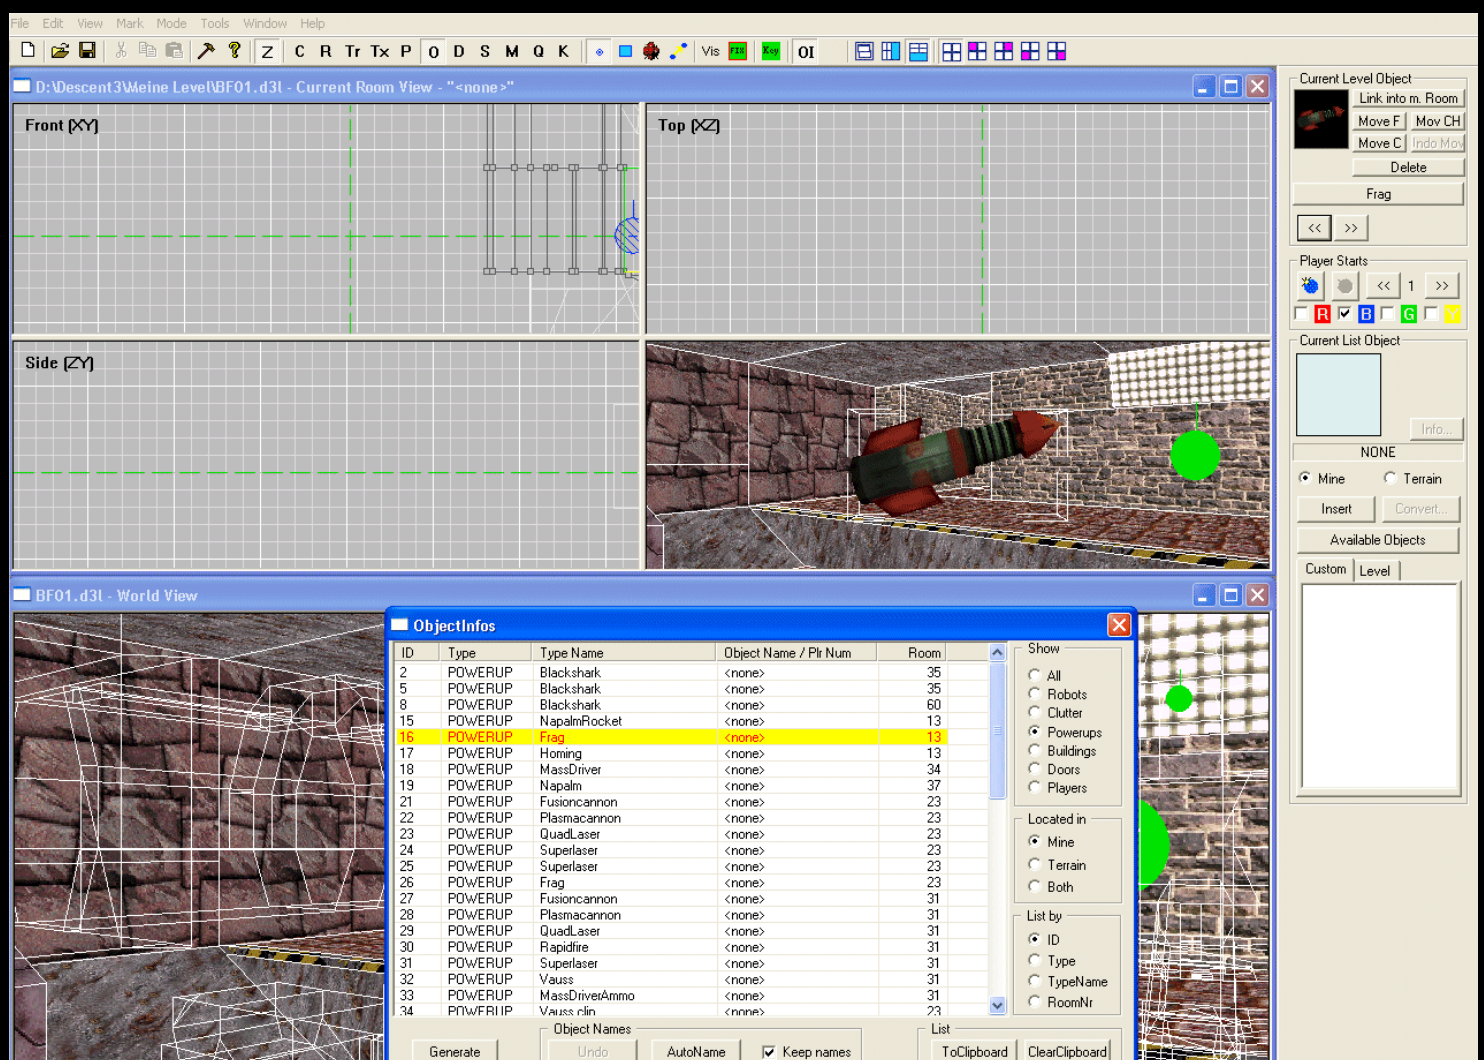 File Edit View Mark Mode Tools Window Help
Z C R Tr Tx P O D S M Q K Vis FIX Key OI
D:\Descent3\Meine Level\BF01.d3l - Current Room View - "<none>"
Front [XY]
Top [XZ]
Side [ZY]
BF01.d3l - World View
ObjectInfos
ID Type Type Name Object Name / Plr Num Room
2 POWERUP Blackshark <none> 35
5 POWERUP Blackshark <none> 35
8 POWERUP Blackshark <none> 60
15 POWERUP NapalmRocket <none> 13
16 POWERUP Frag <none> 13
17 POWERUP Homing <none> 13
18 POWERUP MassDriver <none> 34
19 POWERUP Napalm <none> 37
21 POWERUP Fusioncannon <none> 23
22 POWERUP Plasmacannon <none> 23
23 POWERUP QuadLaser <none> 23
24 POWERUP Superlaser <none> 23
25 POWERUP Superlaser <none> 23
26 POWERUP Frag <none> 23
27 POWERUP Fusioncannon <none> 31
28 POWERUP Plasmacannon <none> 31
29 POWERUP QuadLaser <none> 31
30 POWERUP Rapidfire <none> 31
31 POWERUP Superlaser <none> 31
32 POWERUP Vauss <none> 31
33 POWERUP MassDriverAmmo <none> 31
34 POWERUP Vauss clip <none> 23
Show
All
Robots
Clutter
Powerups
Buildings
Doors
Players
Located in
Mine
Terrain
Both
List by
ID
Type
TypeName
RoomNr
Generate
Object Names
Undo AutoName Keep names
List
ToClipboard ClearClipboard
Current Level Object
Link into m. Room
Move F Mov CH
Move C Undo Mov
Delete
Frag
<< >>
Player Starts
<< 1 >>
R B G Y
Current List Object
Info...
NONE
Mine Terrain
Insert Convert...
Available Objects
Custom Level